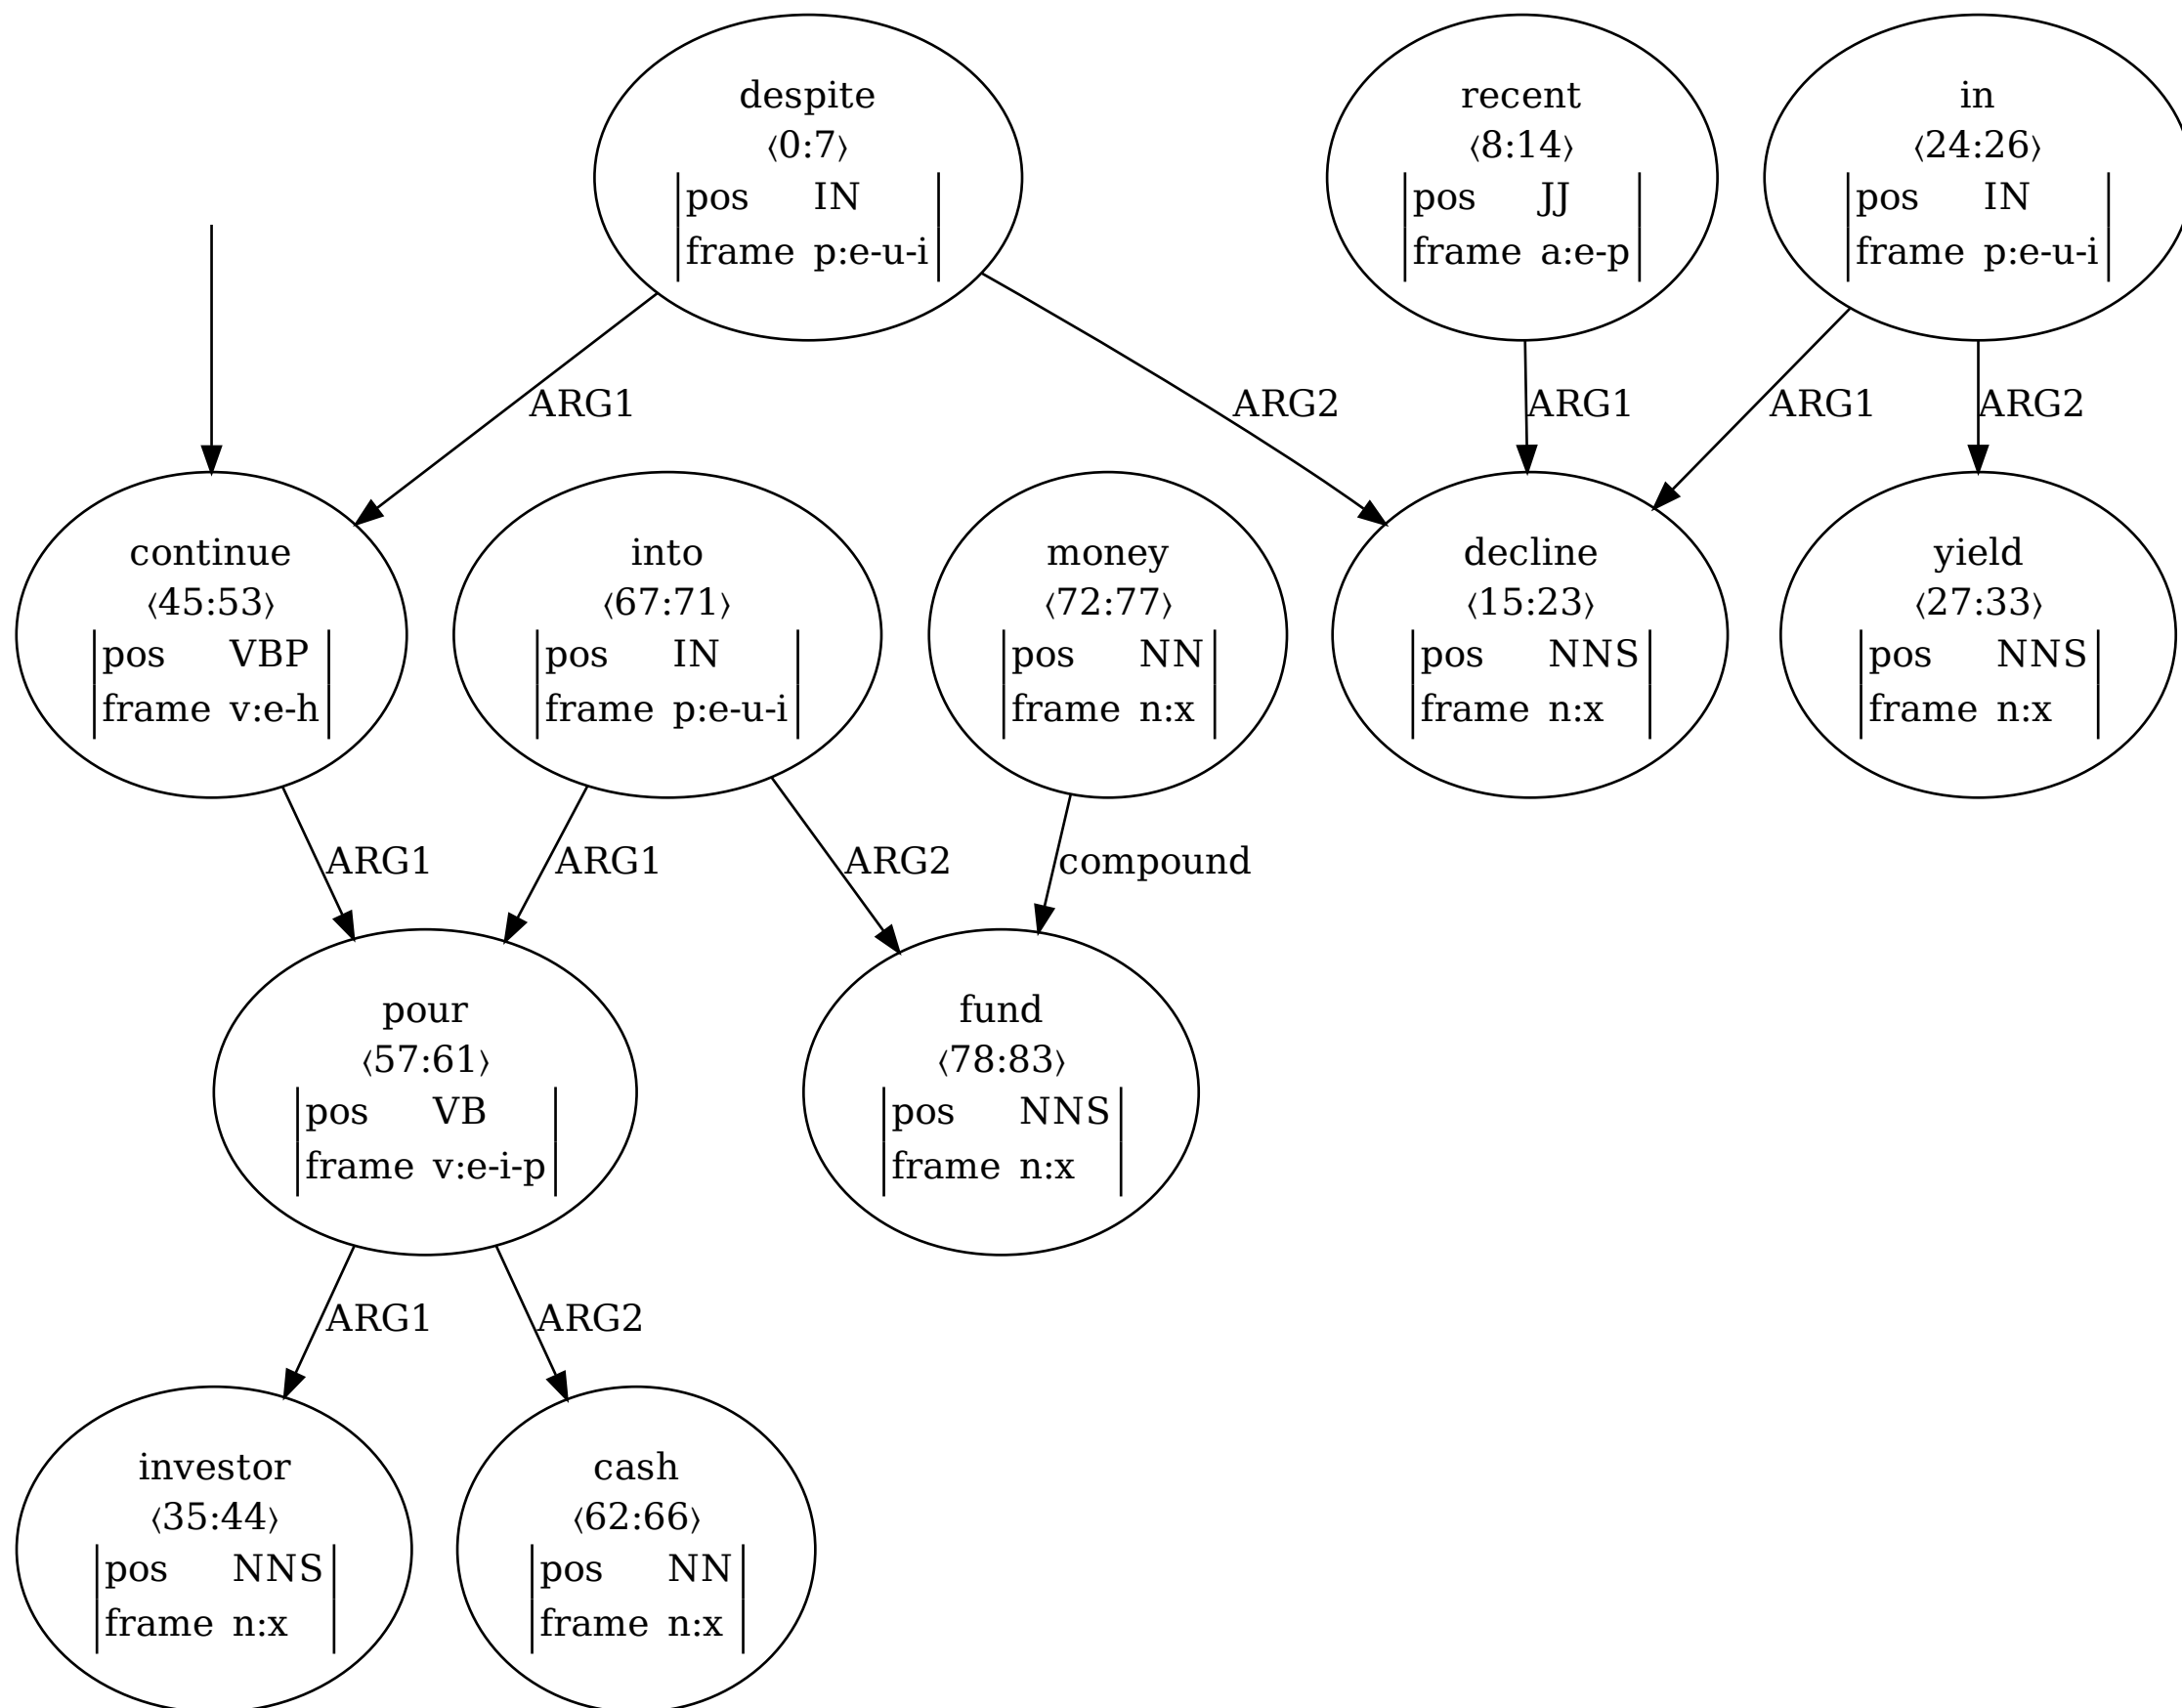 despite
⟨0:7⟩
pos IN
frame p:e-u-i
recent
⟨8:14⟩
pos JJ
frame a:e-p
in
⟨24:26⟩
pos IN
frame p:e-u-i
ARG1
ARG2
ARG1
ARG1
ARG2
continue
⟨45:53⟩
pos VBP
frame v:e-h
into
⟨67:71⟩
pos IN
frame p:e-u-i
money
⟨72:77⟩
pos NN
frame n:x
decline
⟨15:23⟩
pos NNS
frame n:x
yield
⟨27:33⟩
pos NNS
frame n:x
ARG1
ARG1
ARG2
compound
pour
⟨57:61⟩
pos VB
frame v:e-i-p
fund
⟨78:83⟩
pos NNS
frame n:x
ARG1
ARG2
investor
⟨35:44⟩
pos NNS
frame n:x
cash
⟨62:66⟩
pos NN
frame n:x